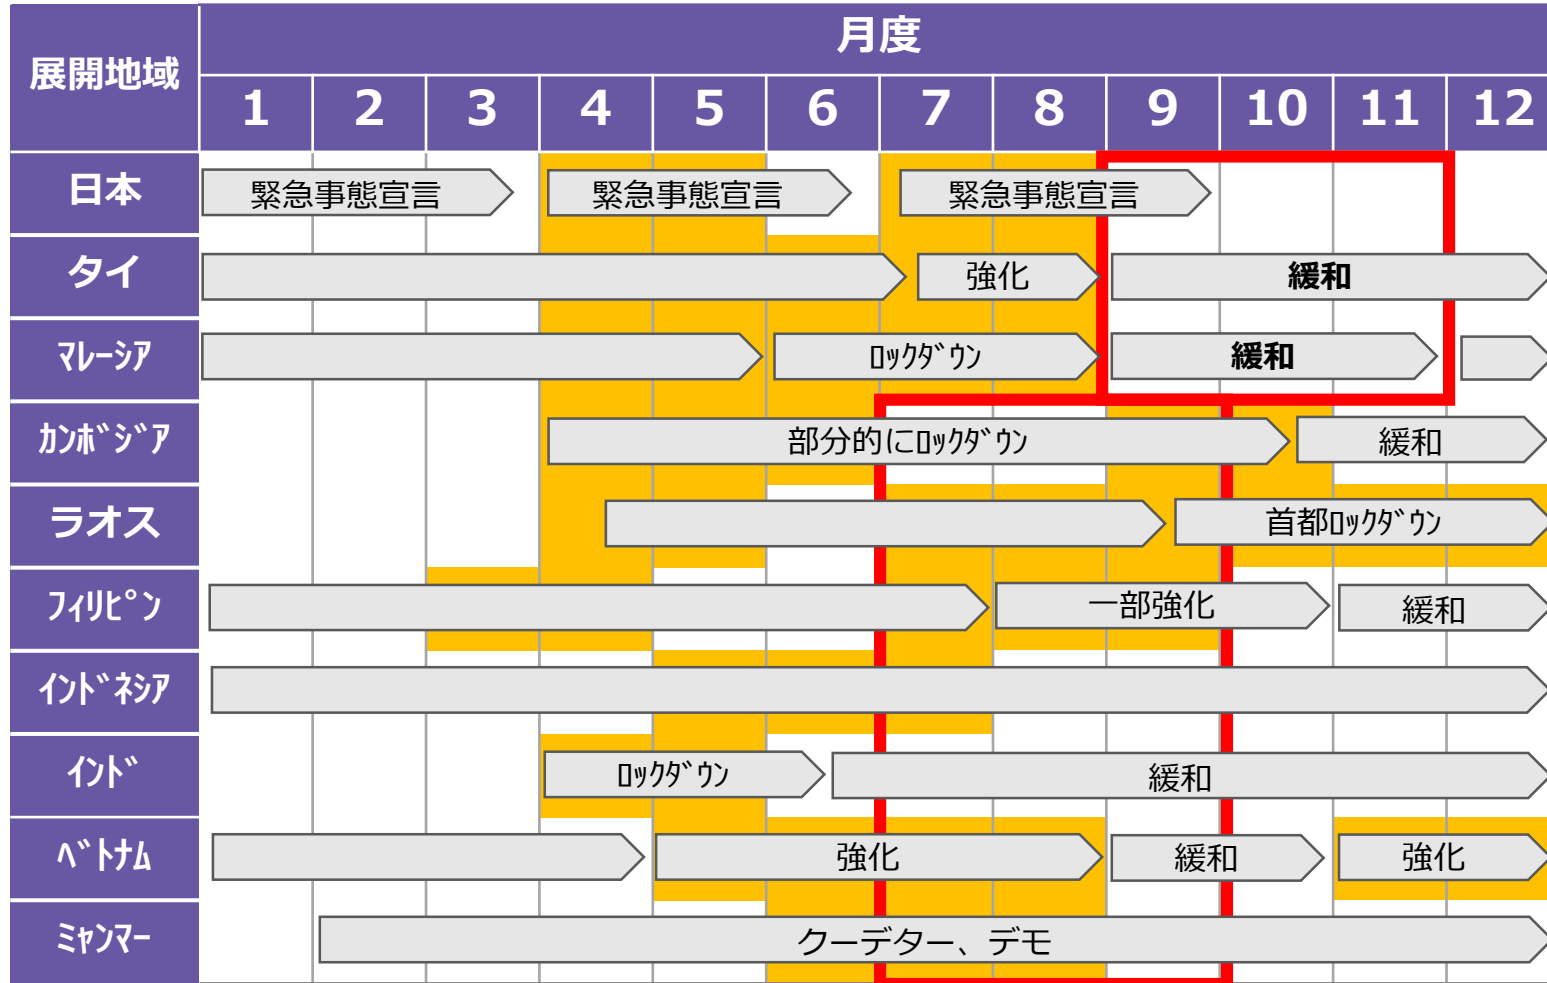 展開地域
月度
1 2 3 4 5 6 7 8 9 10 11 12
日本 緊急事態宣言 緊急事態宣言 緊急事態宣言
タイ 強化 緩和
ﾏﾚｰｼｱ ﾛｯｸﾀﾞｳﾝ 緩和
ｶﾝﾎﾞｼﾞｱ 部分的にﾛｯｸﾀﾞｳﾝ 緩和
ラオス 首都ﾛｯｸﾀﾞｳﾝ
ﾌｨﾘﾋﾟﾝ 一部強化 緩和
ｲﾝﾄﾞﾈｼｱ
ｲﾝﾄﾞ ﾛｯｸﾀﾞｳﾝ 緩和
ﾍﾞﾄﾅﾑ 強化 緩和 強化
ﾐｬﾝﾏｰ クーデター、デモ